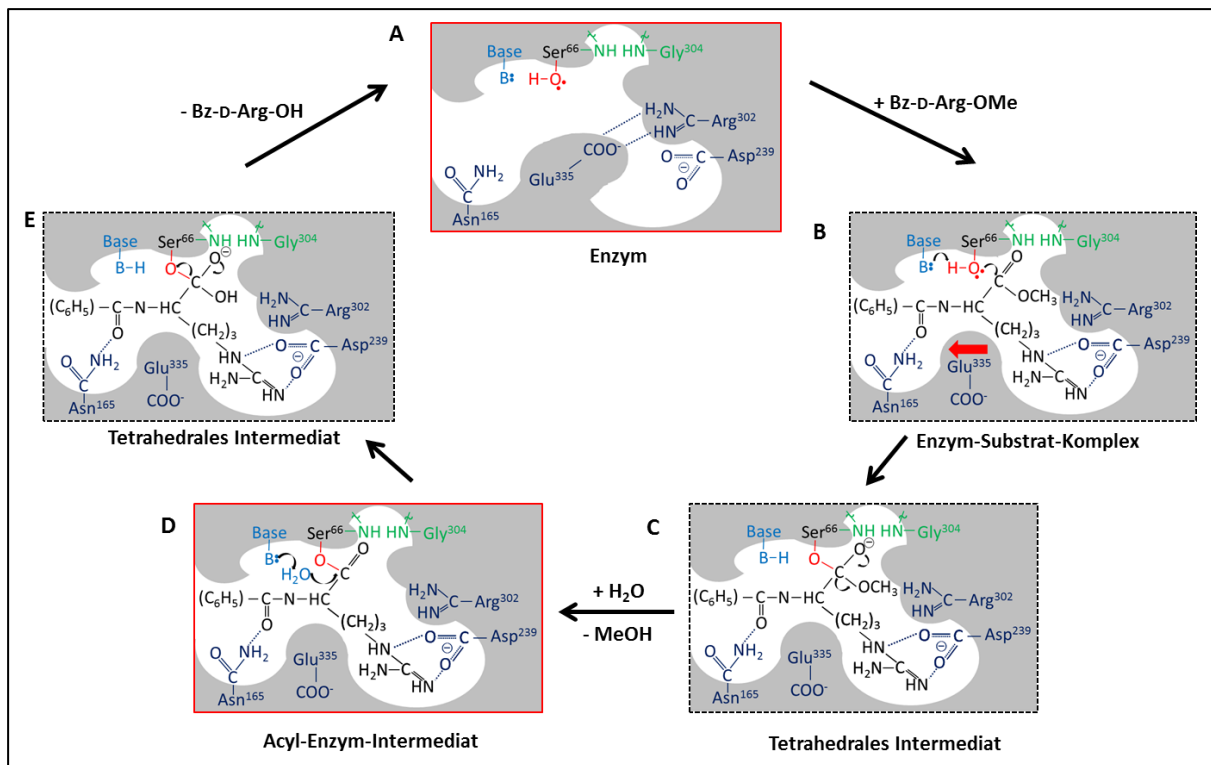 A
Base
B:
Ser66
H-O
NH HN Gly304
H2N
HN
C
Arg302
COO-
Glu335
O
C
O
Asp239
O
NH2
C
Asn165
Enzym
- Bz-D-Arg-OH
+ Bz-D-Arg-OMe
E
Base
B-H
Ser66
NH HN Gly304
O
O
C
OH
(C6H5) C N HC
O
(CH2)3
H2N
HN
C
Arg302
HN
H2N C NH
O
C
O
Asp239
O
NH2
C
Asn165
Glu335
C
COO-
Tetrahedrales Intermediat
B
Base
B:
Ser66
H-O
NH HN Gly304
O
C
OCH3
(C6H5) C N HC
O
(CH2)3
H2N
HN
C
Arg302
HN
H2N C NH
O
C
O
Asp239
O
NH2
C
Asn165
Glu335
C
COO-
Enzym-Substrat-Komplex
D
Base
B:
H2O
Ser66
NH HN Gly304
O
O
C
(C6H5) C N HC
O
(CH2)3
H2N
HN
C
Arg302
HN
H2N C NH
O
C
O
Asp239
O
NH2
C
Asn165
Glu335
C
COO-
Acyl-Enzym-Intermediat
+ H2O
- MeOH
C
Base
B-H
Ser66
NH HN Gly304
O
O
C
OCH3
(C6H5) C N HC
O
(CH2)3
H2N
HN
C
Arg302
HN
H2N C NH
O
C
O
Asp239
O
NH2
C
Asn165
Glu335
C
COO-
Tetrahedrales Intermediat